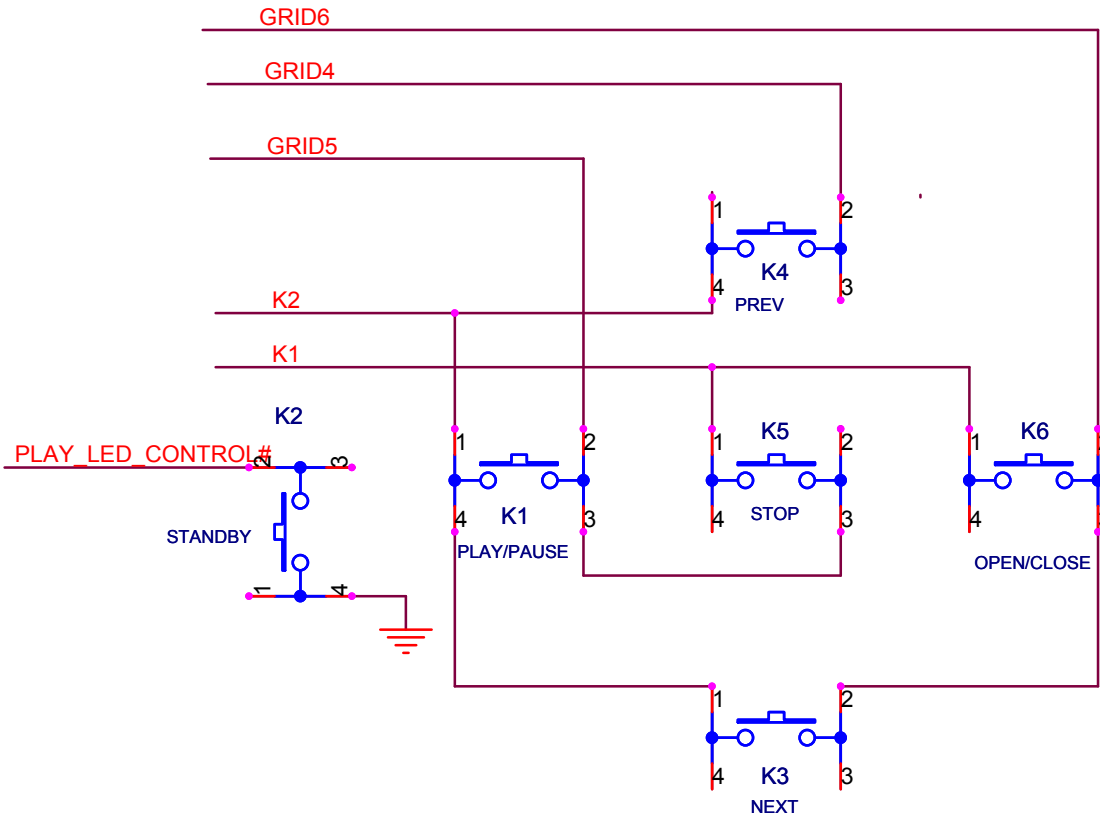 GRID6
GRID4
GRID5
1
2
K4
4
3
PREV
K2
K1
K2
1
2
1
K5
2
1
K6
PLAY_LED_CONTROL#
2
3
4
K1
3
4
STOP
3
4
STANDBY
PLAY/PAUSE
OPEN/CLOSE
1
4
1
2
4
K3
3
NEXT